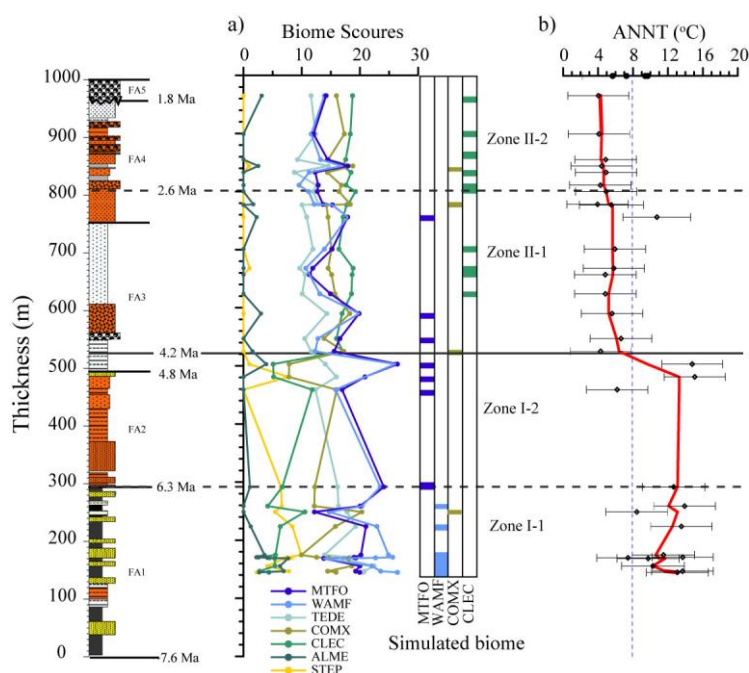 a) Biome Scoures
b) ANNT (ºC)
0 10 20 30
0 4 8 12 16 20
Thickness (m)
1000
900
800
700
600
500
400
300
200
100
0
FA5
FA4
FA3
FA2
FA1
1.8 Ma
2.6 Ma
4.2 Ma
4.8 Ma
6.3 Ma
7.6 Ma
Zone II-2
Zone II-1
Zone I-2
Zone I-1
MTFO
WAMF
COMX
CLEC
Simulated biome
MTFO
WAMF
TEDE
COMX
CLEC
ALME
STEP